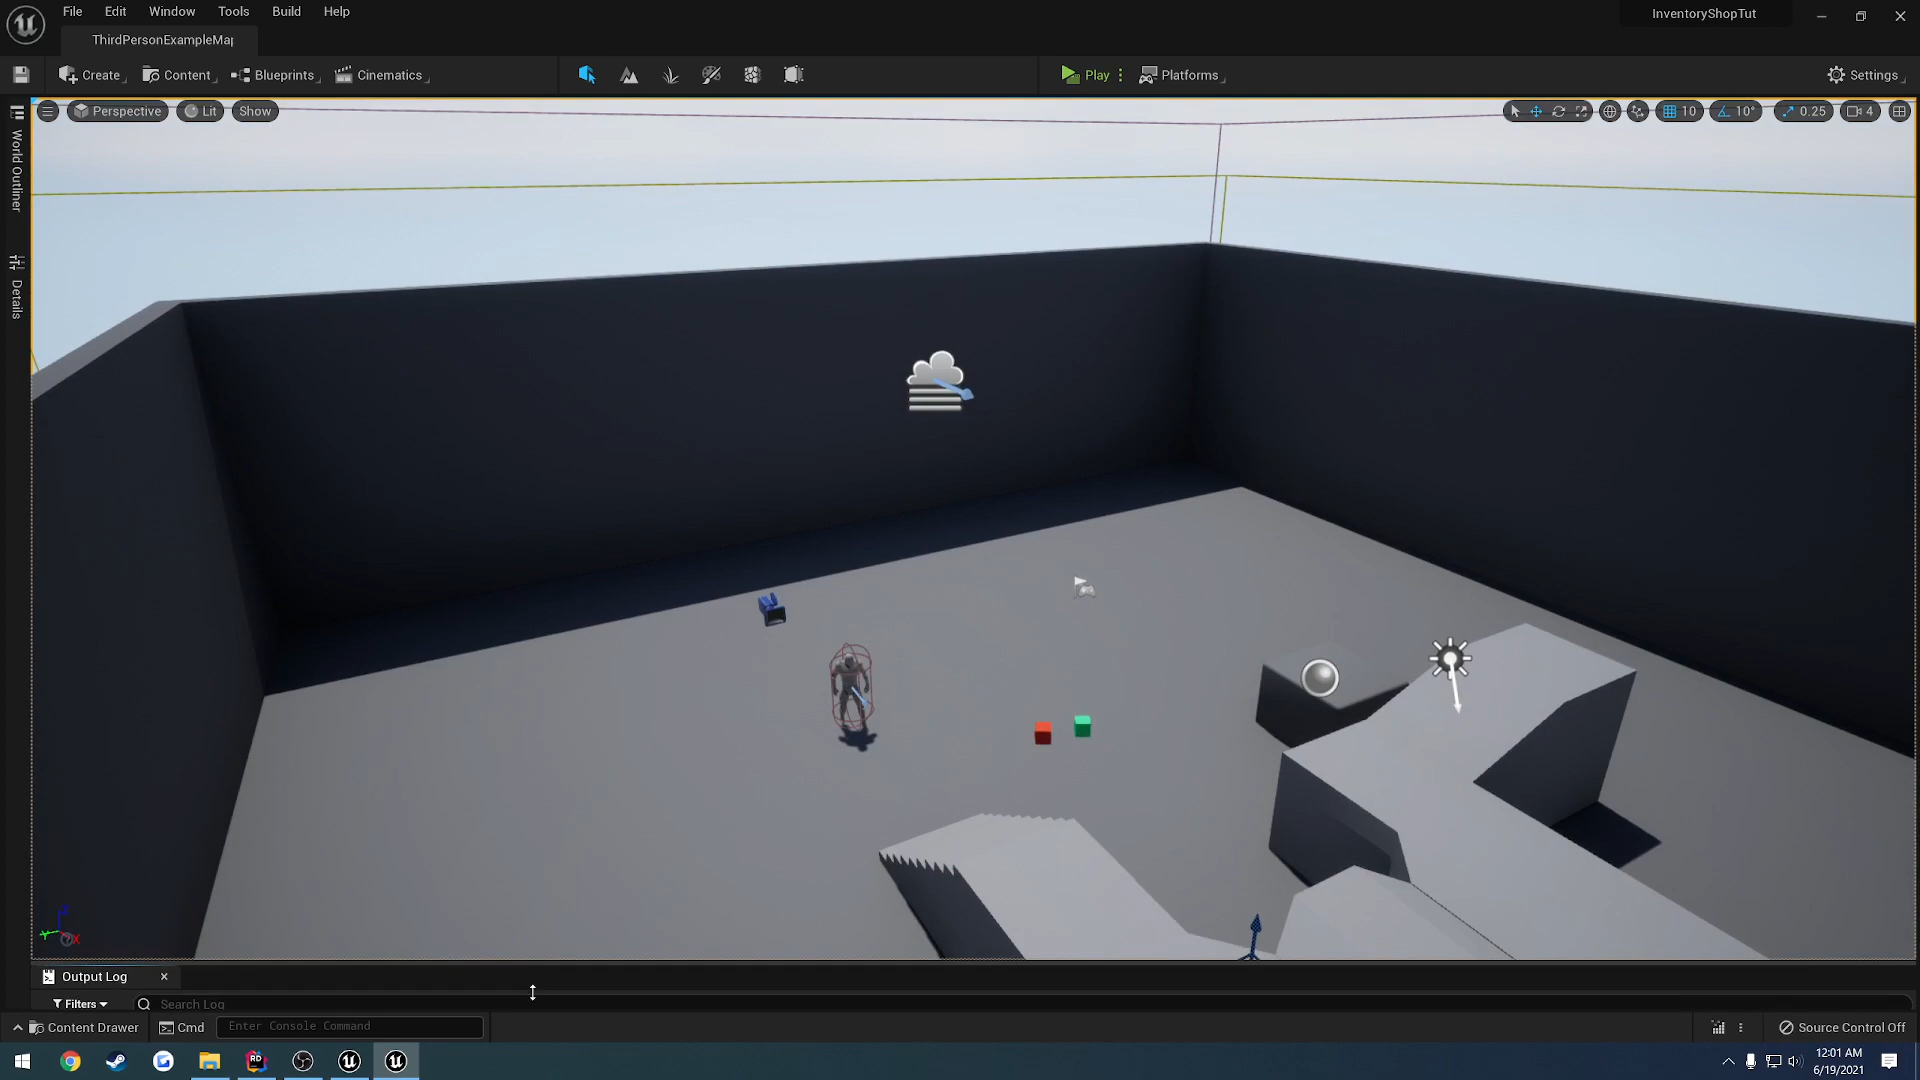 File Edit Window Tools Build Help
InventoryShopTut
ThirdPersonExampleMap
Create Content Blueprints Cinematics Play Platforms Settings
Perspective Lit Show 10 10° 0.25 4
World Outliner
Details
Output Log
Filters Search Log
Content Drawer Cmd Enter Console Command Source Control Off
12:01 AM
6/19/2021